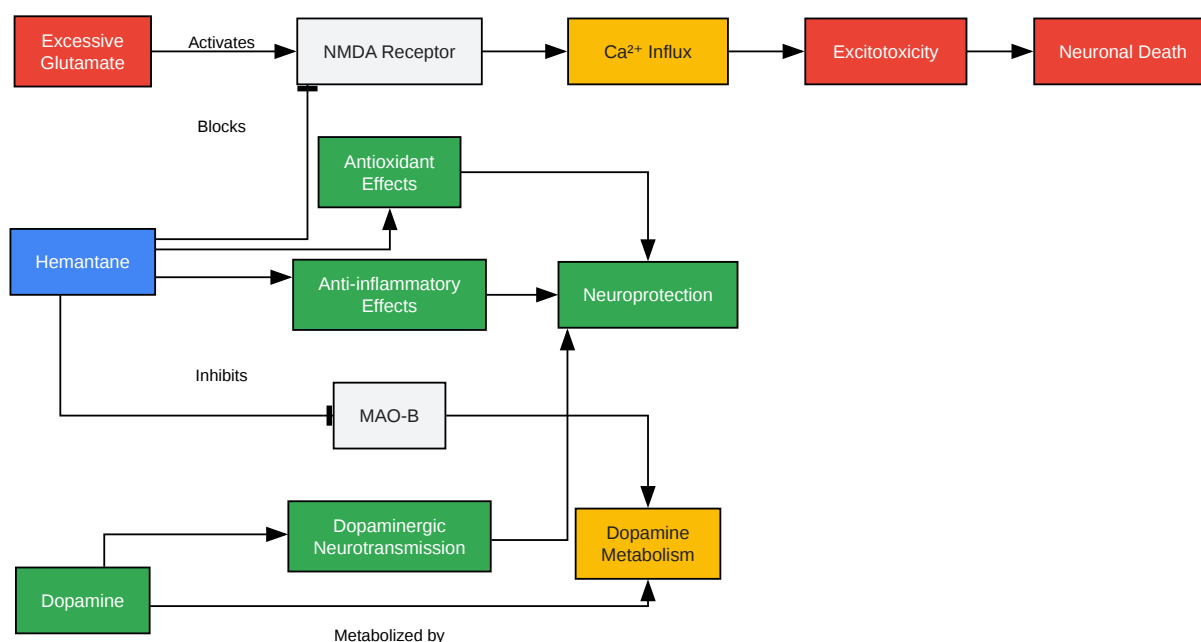 Excessive
Glutamate
Activates
NMDA Receptor
Ca²⁺ Influx
Excitotoxicity
Neuronal Death
Blocks
Antioxidant
Effects
Hemantane
Anti-inflammatory
Effects
Neuroprotection
Inhibits
MAO-B
Dopaminergic
Neurotransmission
Dopamine
Metabolism
Dopamine
Metabolized by